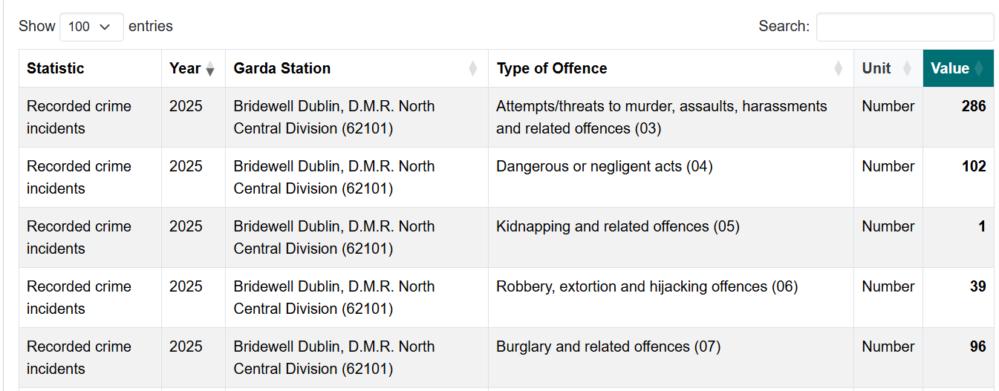 Show 100 entries Search:
Statistic Year Garda Station Type of Offence Unit Value
Recorded crime 2025 Bridewell Dublin, D.M.R. North Attempts/threats to murder, assaults, harassments Number 286
incidents Central Division (62101) and related offences (03)
Recorded crime 2025 Bridewell Dublin, D.M.R. North Dangerous or negligent acts (04) Number 102
incidents Central Division (62101)
Recorded crime 2025 Bridewell Dublin, D.M.R. North Kidnapping and related offences (05) Number 1
incidents Central Division (62101)
Recorded crime 2025 Bridewell Dublin, D.M.R. North Robbery, extortion and hijacking offences (06) Number 39
incidents Central Division (62101)
Recorded crime 2025 Bridewell Dublin, D.M.R. North Burglary and related offences (07) Number 96
incidents Central Division (62101)